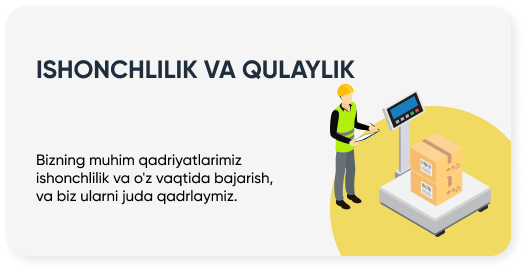 ISHONCHLILIK VA QULAYLIK
Bizning muhim qadriyatlarimiz
ishonchlilik va o'z vaqtida bajarish,
va biz ularni juda qadrlaymiz.